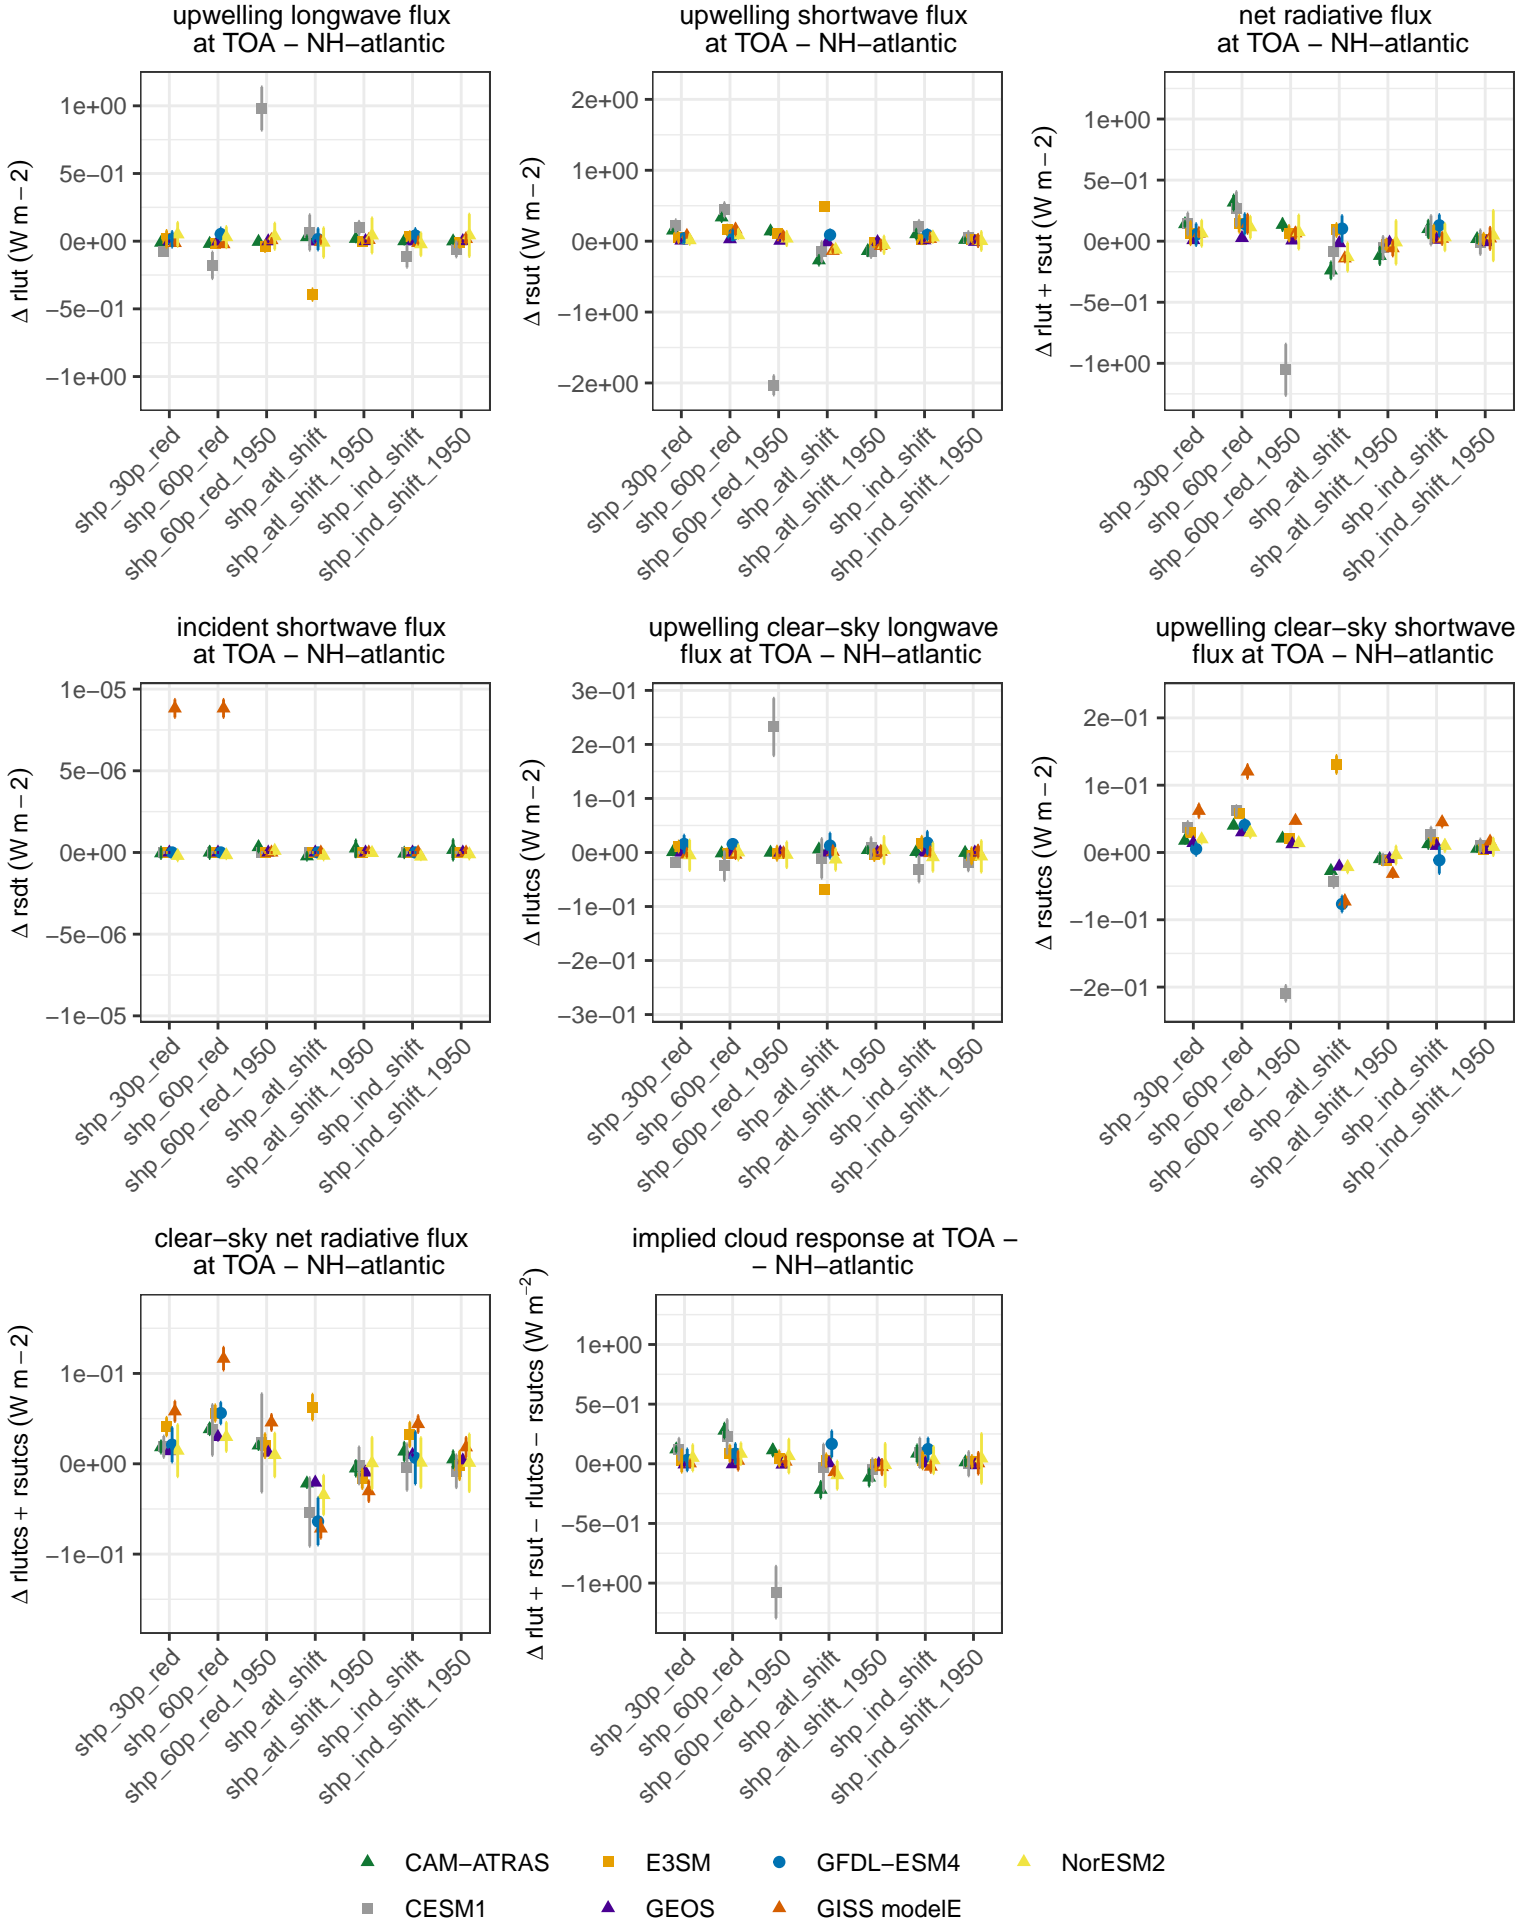 upwelling longwave flux
at TOA − NH−atlantic
Δ rlut (W m−2)
1e+00
5e−01
0e+00
−5e−01
−1e+00
shp_30p_red
shp_60p_red
shp_60p_red_1950
shp_atl_shift
shp_atl_shift_1950
shp_ind_shift
shp_ind_shift_1950
upwelling shortwave flux
at TOA − NH−atlantic
Δ rsut (W m−2)
2e+00
1e+00
0e+00
−1e+00
−2e+00
shp_30p_red
shp_60p_red
shp_60p_red_1950
shp_atl_shift
shp_atl_shift_1950
shp_ind_shift
shp_ind_shift_1950
net radiative flux
at TOA − NH−atlantic
Δ rlut + rsut (W m−2)
1e+00
5e−01
0e+00
−5e−01
−1e+00
shp_30p_red
shp_60p_red
shp_60p_red_1950
shp_atl_shift
shp_atl_shift_1950
shp_ind_shift
shp_ind_shift_1950
incident shortwave flux
at TOA − NH−atlantic
Δ rsdt (W m−2)
1e−05
5e−06
0e+00
−5e−06
−1e−05
shp_30p_red
shp_60p_red
shp_60p_red_1950
shp_atl_shift
shp_atl_shift_1950
shp_ind_shift
shp_ind_shift_1950
upwelling clear−sky longwave
flux at TOA − NH−atlantic
Δ rlutcs (W m−2)
3e−01
2e−01
1e−01
0e+00
−1e−01
−2e−01
−3e−01
shp_30p_red
shp_60p_red
shp_60p_red_1950
shp_atl_shift
shp_atl_shift_1950
shp_ind_shift
shp_ind_shift_1950
upwelling clear−sky shortwave
flux at TOA − NH−atlantic
Δ rsutcs (W m−2)
2e−01
1e−01
0e+00
−1e−01
−2e−01
shp_30p_red
shp_60p_red
shp_60p_red_1950
shp_atl_shift
shp_atl_shift_1950
shp_ind_shift
shp_ind_shift_1950
clear−sky net radiative flux
at TOA − NH−atlantic
Δ rlutcs + rsutcs (W m−2)
1e−01
0e+00
−1e−01
shp_30p_red
shp_60p_red
shp_60p_red_1950
shp_atl_shift
shp_atl_shift_1950
shp_ind_shift
shp_ind_shift_1950
implied cloud response at TOA −
− NH−atlantic
Δ rlut + rsut − rlutcs − rsutcs (W m⁻²)
1e+00
5e−01
0e+00
−5e−01
−1e+00
shp_30p_red
shp_60p_red
shp_60p_red_1950
shp_atl_shift
shp_atl_shift_1950
shp_ind_shift
shp_ind_shift_1950
CAM−ATRAS
E3SM
GFDL−ESM4
NorESM2
CESM1
GEOS
GISS modelE